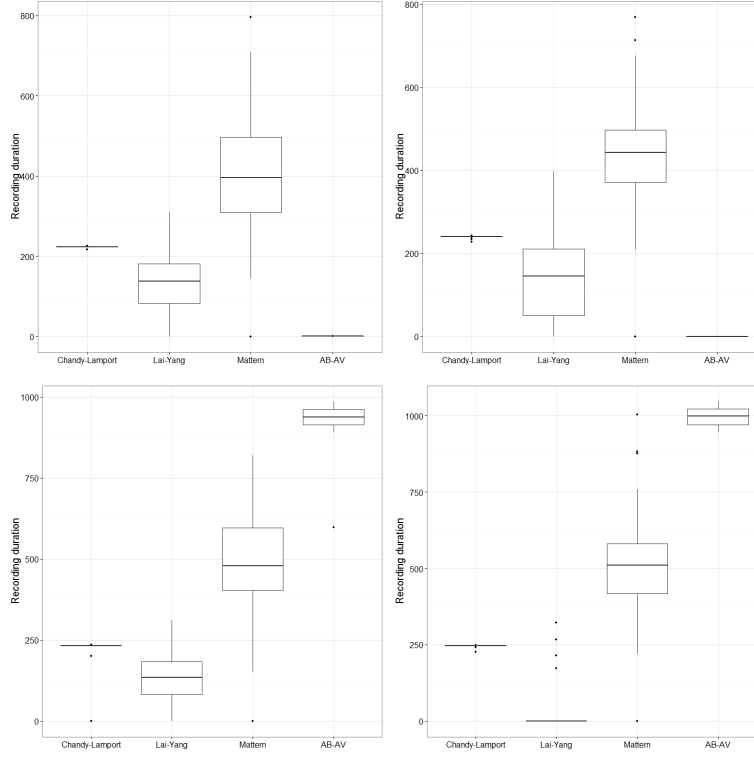 800
600
400
200
0
Recording duration
Chandy-Lamport Lai-Yang Mattern AB-AV
800
600
400
200
0
Recording duration
Chandy-Lamport Lai-Yang Mattern AB-AV
1000
750
500
250
0
Recording duration
Chandy-Lamport Lai-Yang Mattern AB-AV
1000
750
500
250
0
Recording duration
Chandy-Lamport Lai-Yang Mattern AB-AV